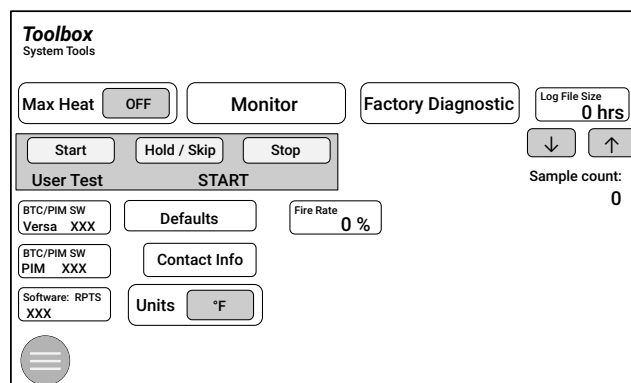 Toolbox
System Tools
Max Heat OFF Monitor Factory Diagnostic Log File Size
0 hrs
Start Hold / Skip Stop
User Test START
Sample count:
0
BTC/PIM SW
Versa XXX
Defaults
Fire Rate
0 %
BTC/PIM SW
PIM XXX
Contact Info
Software: RPTS
XXX
Units °F